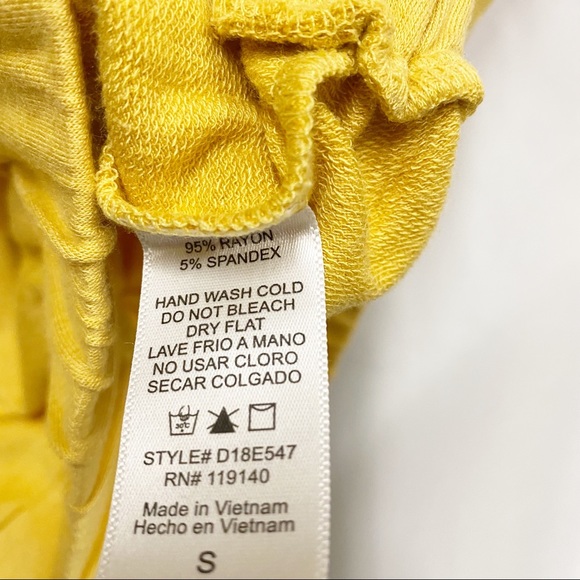 95% RAYON
5% SPANDEX
HAND WASH COLD
DO NOT BLEACH
DRY FLAT
LAVE FRIO A MANO
NO USAR CLORO
SECAR COLGADO
30°C
STYLE# D18E547
RN# 119140
Made in Vietnam
Hecho en Vietnam
S